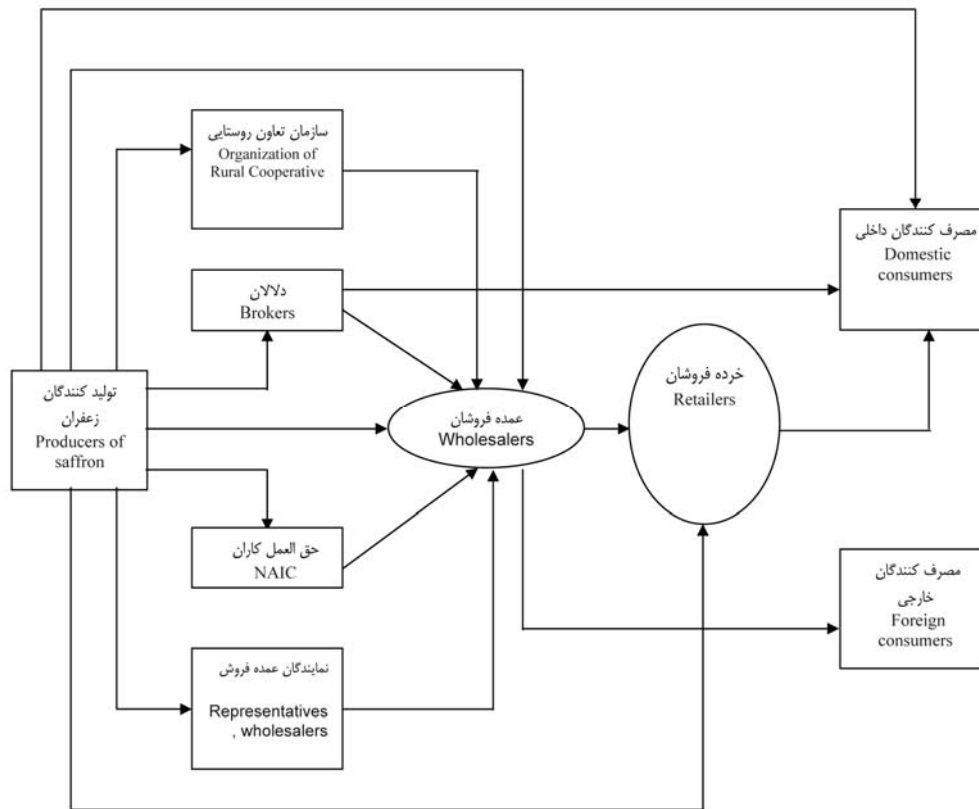 سازمان تعاون روستایی
Organization of
Rural Cooperative
مصرف کنندگان داخلی
Domestic
consumers
دلالان
Brokers
خرده فروشان
Retailers
تولید کنندگان
زعفران
Producers of
saffron
عمده فروشان
Wholesalers
حق العمل کاران
NAIC
مصرف کنندگان
خارجی
Foreign
consumers
نمایندگان عمده فروش
Representatives
, wholesalers